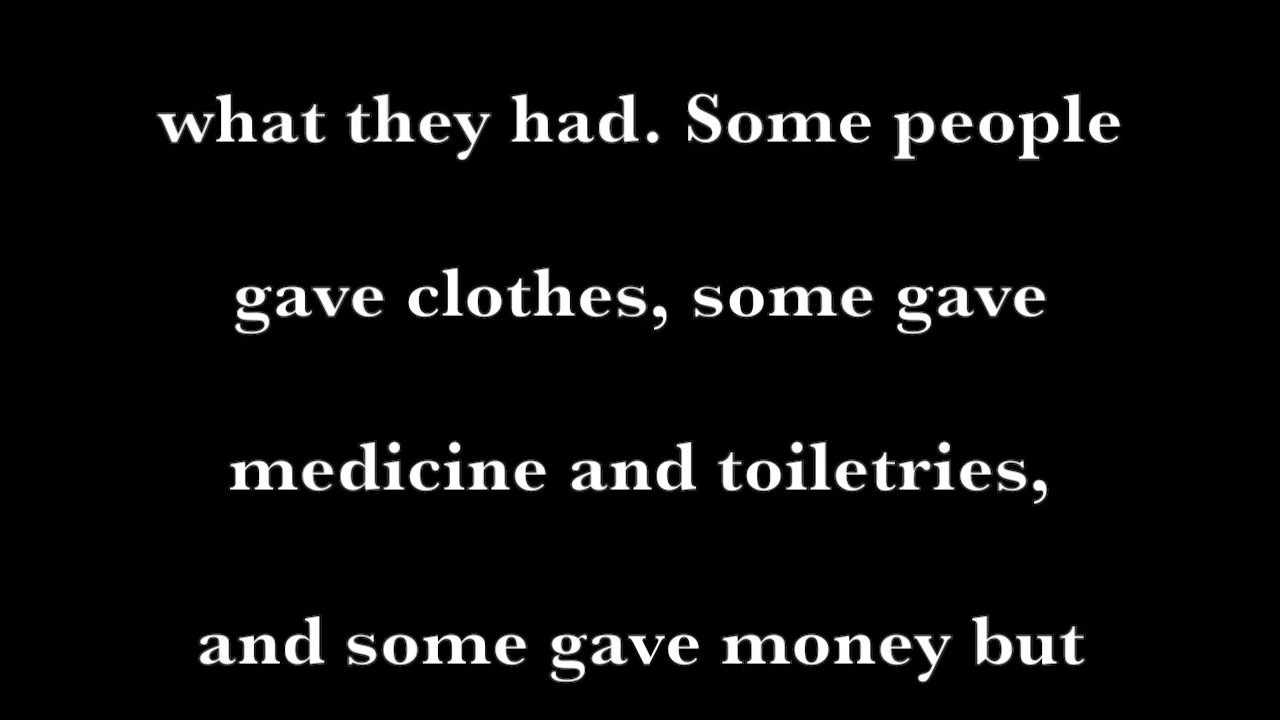 what they had. Some people
gave clothes, some gave
medicine and toiletries,
and some gave money but